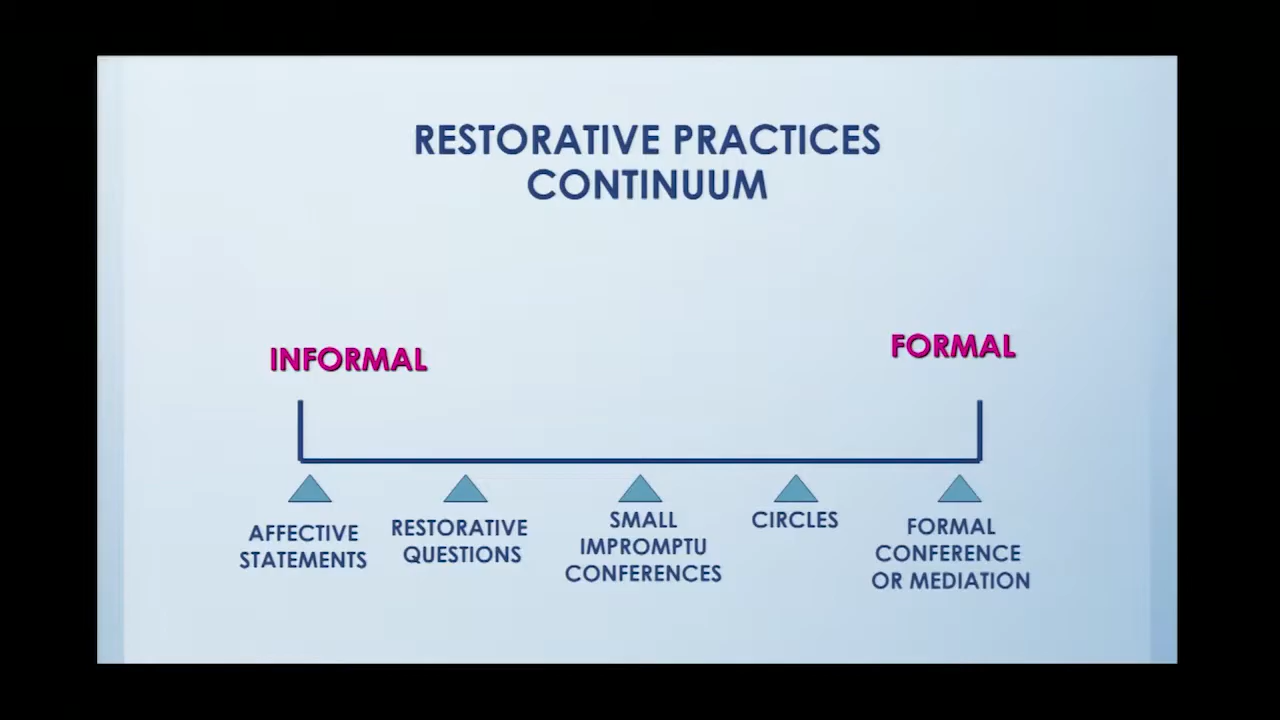 RESTORATIVE PRACTICES
CONTINUUM
INFORMAL
FORMAL
AFFECTIVE
STATEMENTS
RESTORATIVE
QUESTIONS
SMALL
IMPROMPTU
CONFERENCES
CIRCLES
FORMAL
CONFERENCE
OR MEDIATION